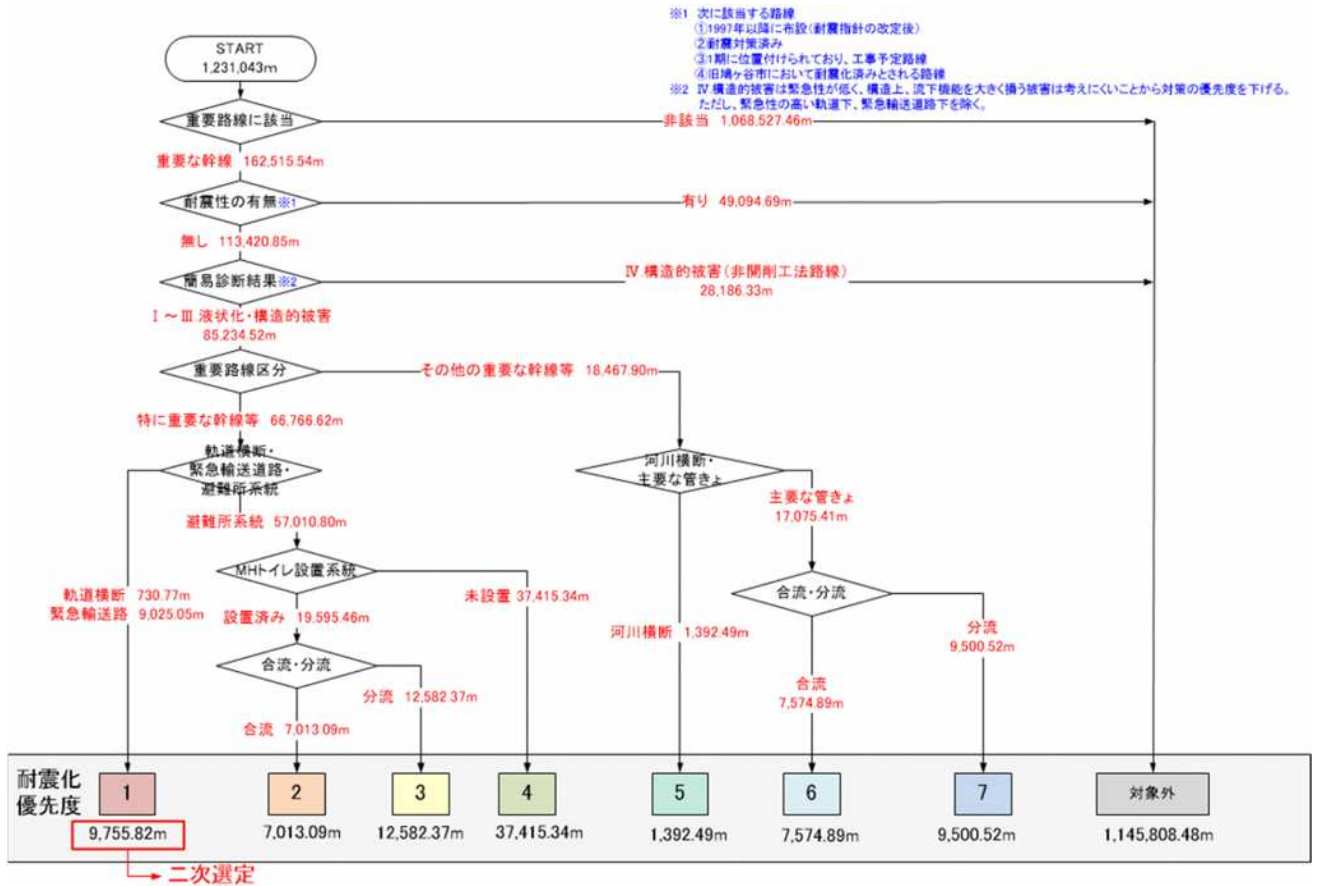 ※1 次に該当する路線
①1997年以降に布設(耐震指針の改定後)
②耐震対策済み
③1期に位置付けられており、工事予定路線
④旧鳩ヶ谷市において耐震化済みとされる路線
※2 Ⅳ.構造的被害は緊急性が低く、構造上、流下機能を大きく損う被害は考えにくいことから対策の優先度を下げる。
ただし、緊急性の高い軌道下、緊急輸送道路下を除く。
START
1,231,043m
重要路線に該当
非該当 1,068,527.46m
重要な幹線 162,515.54m
耐震性の有無※1
有り 49,094.69m
無し 113,420.85m
簡易診断結果※2
Ⅳ.構造的被害(非開削工法路線)
28,186.33m
Ⅰ～Ⅲ.液状化・構造的被害
85,234.52m
重要路線区分
その他の重要な幹線等 18,467.90m
特に重要な幹線等 66,766.62m
軌道横断・
緊急輸送道路・
避難所系統
河川横断・
主要な管きょ
主要な管きょ
17,075.41m
避難所系統 57,010.80m
MHトイレ設置系統
合流・分流
軌道横断 730.77m
緊急輸送路 9,025.05m
設置済み 19,595.46m
未設置 37,415.34m
河川横断 1,392.49m
分流
9,500.52m
合流・分流
分流 12,582.37m
合流
7,574.89m
合流 7,013.09m
耐震化
優先度
1
2
3
4
5
6
7
対象外
9,755.82m
7,013.09m
12,582.37m
37,415.34m
1,392.49m
7,574.89m
9,500.52m
1,145,808.48m
二次選定